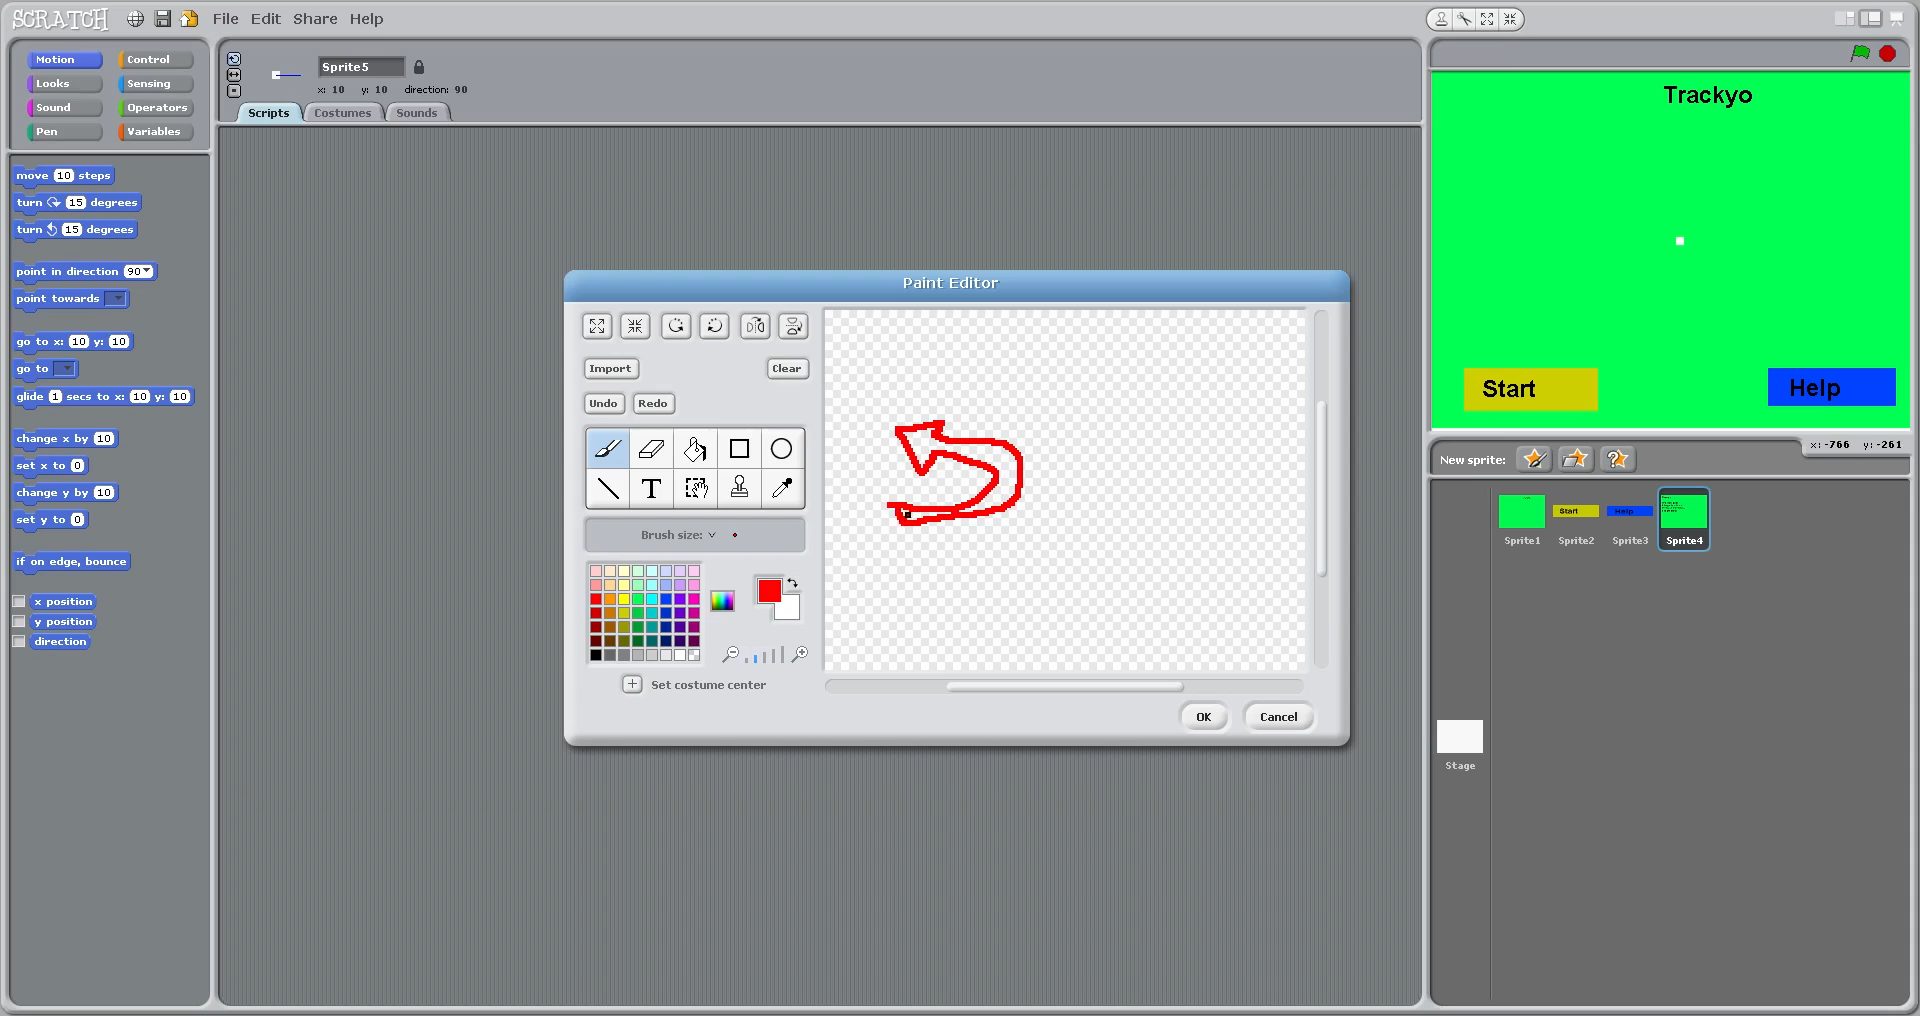 SCRATCH File Edit Share Help
Motion Control
Looks Sensing
Sound Operators
Pen Variables
move 10 steps
turn 15 degrees
turn 15 degrees
point in direction 90
point towards
go to x: 10 y: 10
go to
glide 1 secs to x: 10 y: 10
change x by 10
set x to 0
change y by 10
set y to 0
if on edge, bounce
x position
y position
direction
Sprite5
x: 10 y: 10 direction: 90
Scripts Costumes Sounds
Paint Editor
Import Clear
Undo Redo
T
Brush size:
Set costume center
OK Cancel
Trackyo
Start Help
x: -766 y: -261
New sprite:
Start Help
Sprite1 Sprite2 Sprite3 Sprite4
Stage